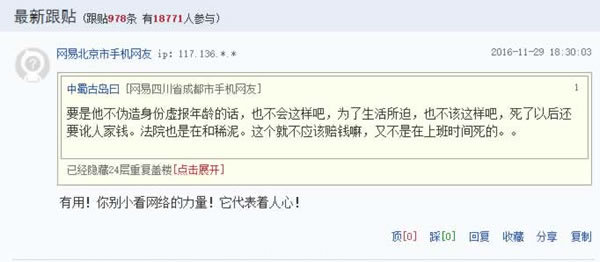 最新跟贴 (跟贴978条 有18771人参与)
网易北京市手机网友 ip: 117.136.*.* 2016-11-29 18:30:03
中蜀古岛曰 [网易四川省成都市手机网友] 1
要是他不伪造身份虚报年龄的话，也不会这样吧，为了生活所迫，也不该这样吧，死了以后还
要讹人家钱。法院也是在和稀泥。这个就不应该赔钱嘛，又不是在上班时间死的。。
已经隐藏24层重复盖楼[点击展开]
有用！你别小看网络的力量！它代表着人心！
顶[0] 踩[0] 回复 收藏 分享 复制